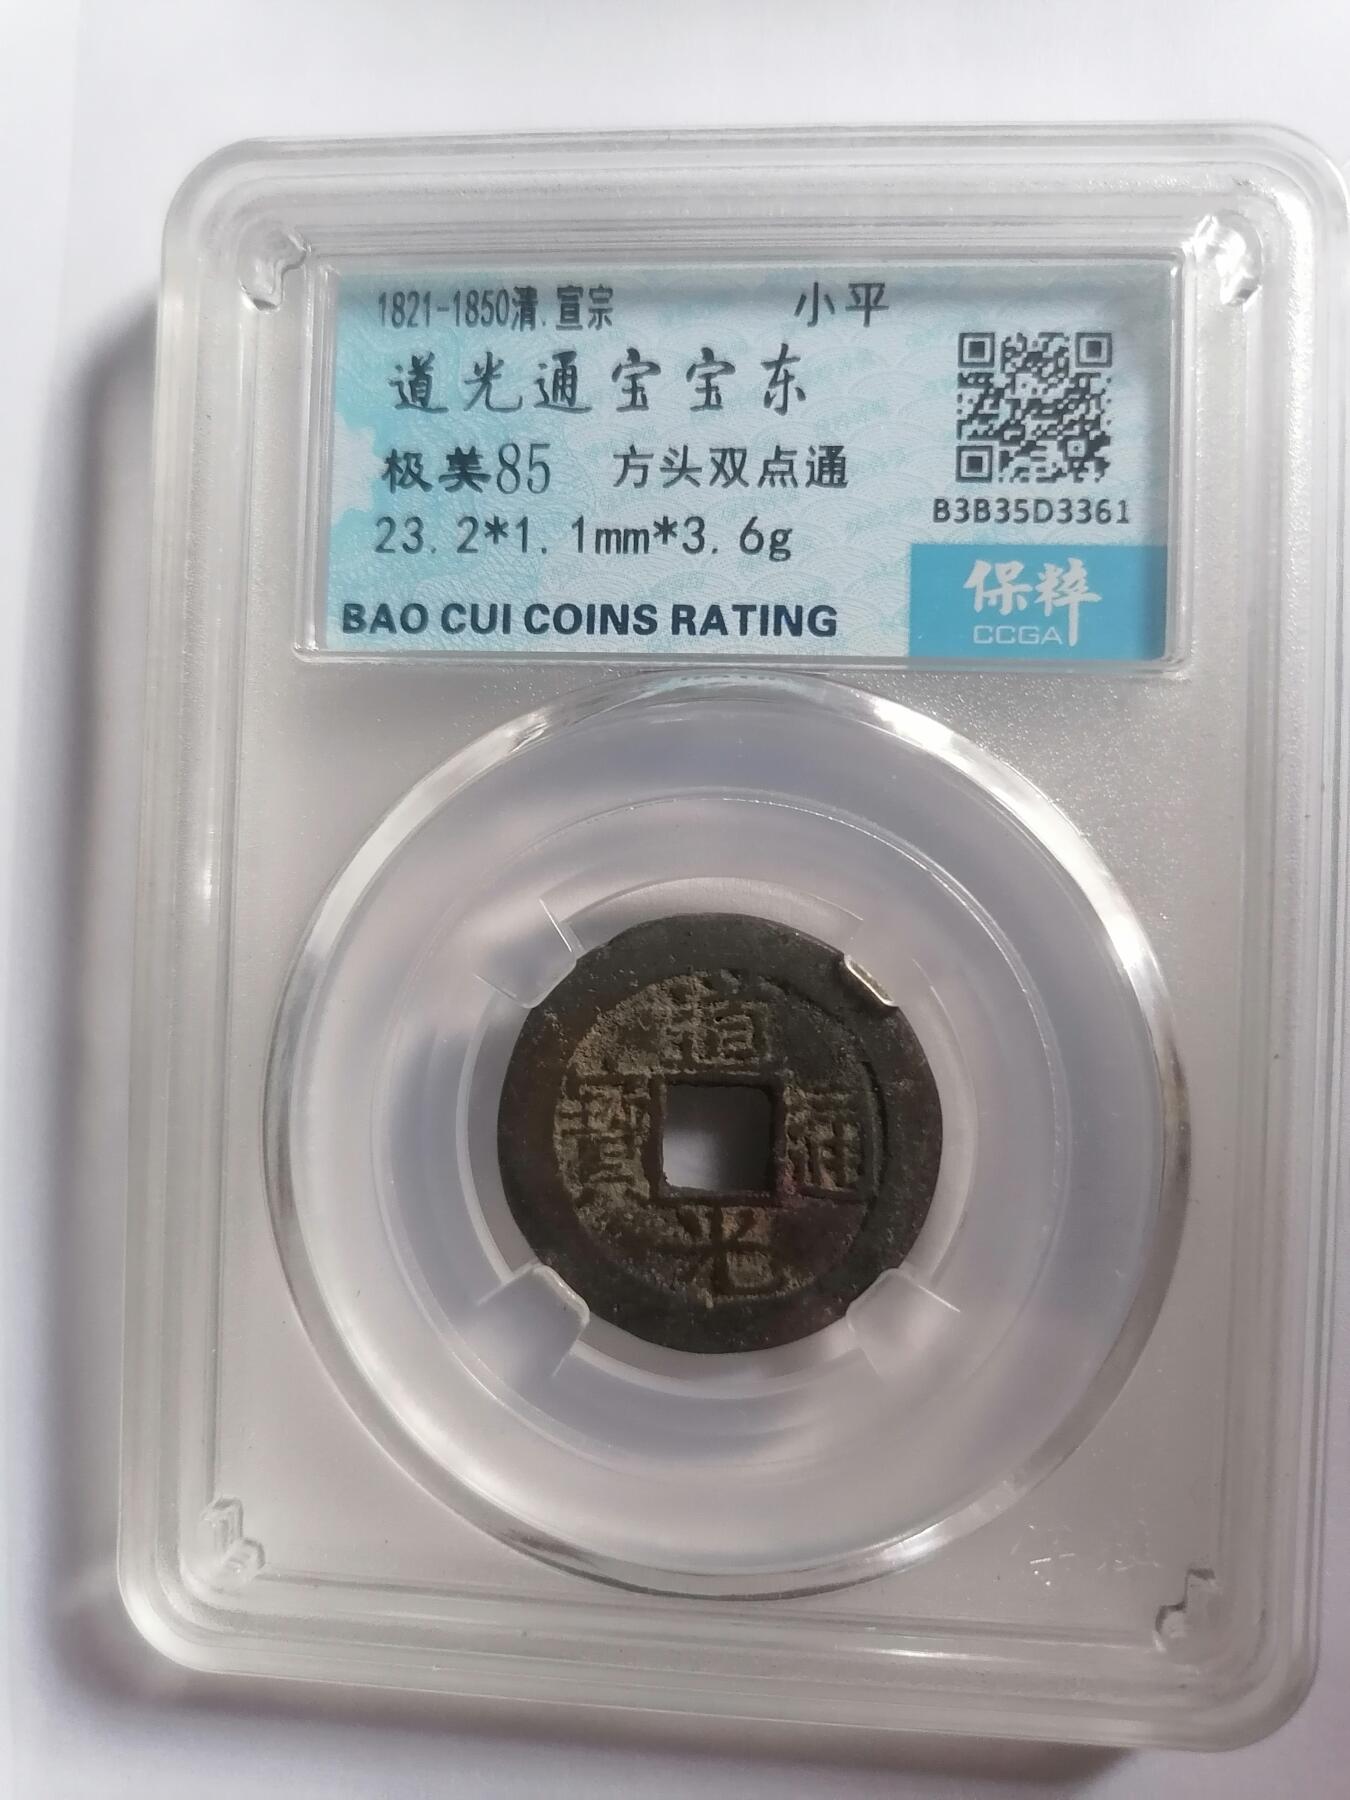 1821-1850清.宣宗 小平
道光通宝宝东
极美85 方头双点通
23.2*1.1mm*3.6g
B3B35D3361
BAO CUI COINS RATING
保粹
CCGA
道光通寶